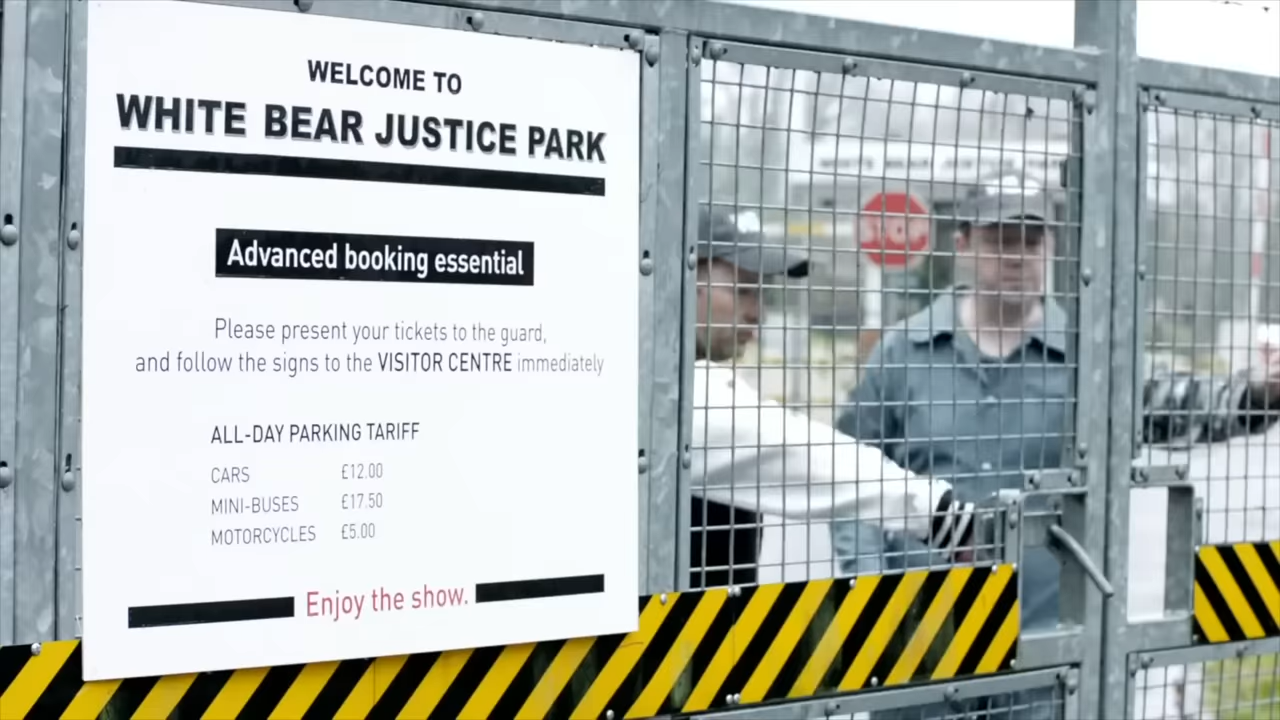 WELCOME TO
WHITE BEAR JUSTICE PARK
Advanced booking essential
Please present your tickets to the guard,
and follow the signs to the VISITOR CENTRE immediately
ALL-DAY PARKING TARIFF
CARS £12.00
MINI-BUSES £17.50
MOTORCYCLES £5.00
Enjoy the show.